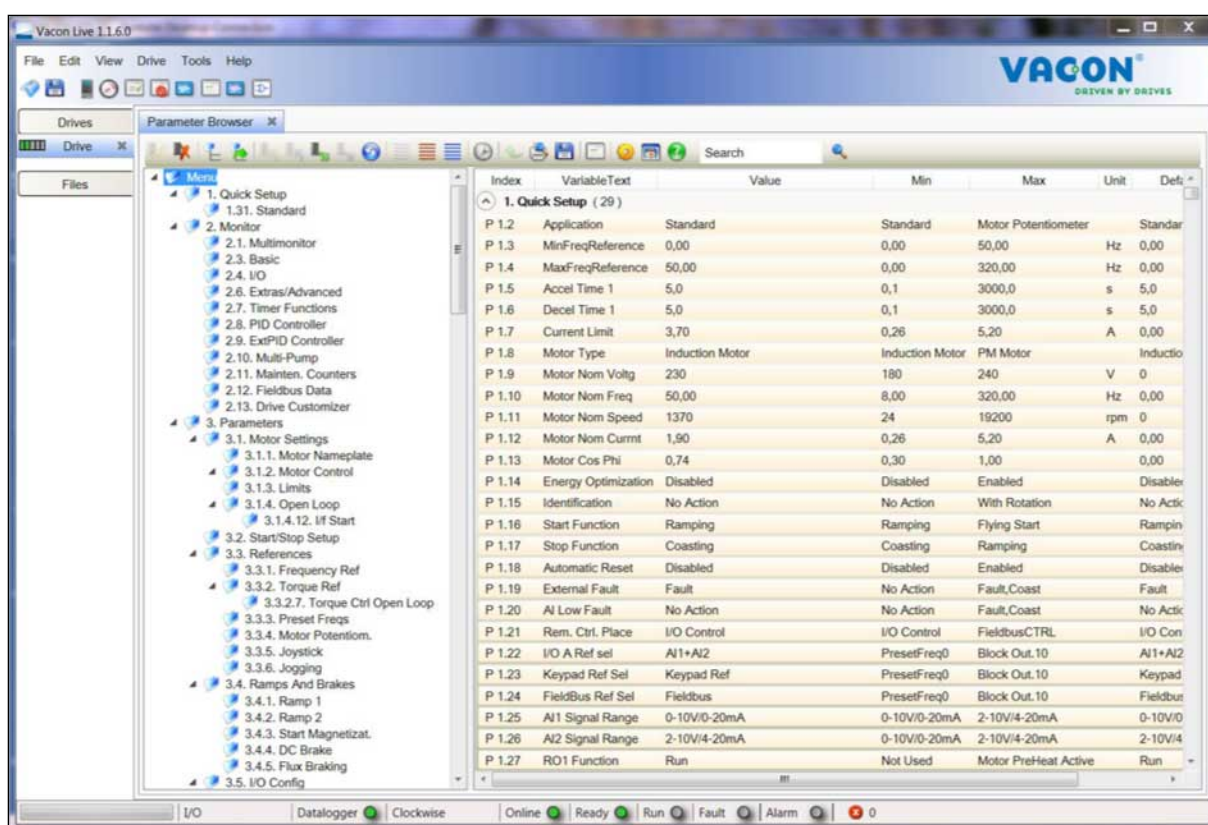 Vacon Live 1.1.6.0
File Edit View Drive Tools Help
VACON®
DRIVEN BY DRIVES
Drives
Parameter Browser
Drive
Search
Files
Menu
1. Quick Setup
1.31. Standard
2. Monitor
2.1. Multimonitor
2.3. Basic
2.4. I/O
2.6. Extras/Advanced
2.7. Timer Functions
2.8. PID Controller
2.9. ExtPID Controller
2.10. Multi-Pump
2.11. Mainten. Counters
2.12. Fieldbus Data
2.13. Drive Customizer
3. Parameters
3.1. Motor Settings
3.1.1. Motor Nameplate
3.1.2. Motor Control
3.1.3. Limits
3.1.4. Open Loop
3.1.4.12. I/f Start
3.2. Start/Stop Setup
3.3. References
3.3.1. Frequency Ref
3.3.2. Torque Ref
3.3.2.7. Torque Ctrl Open Loop
3.3.3. Preset Freqs
3.3.4. Motor Potentiom.
3.3.5. Joystick
3.3.6. Jogging
3.4. Ramps And Brakes
3.4.1. Ramp 1
3.4.2. Ramp 2
3.4.3. Start Magnetizat.
3.4.4. DC Brake
3.4.5. Flux Braking
3.5. I/O Config
Index VariableText Value Min Max Unit Defa
1. Quick Setup (29)
P 1.2 Application Standard Standard Motor Potentiometer Standar
P 1.3 MinFreqReference 0,00 0,00 50,00 Hz 0,00
P 1.4 MaxFreqReference 50,00 0,00 320,00 Hz 0,00
P 1.5 Accel Time 1 5,0 0,1 3000,0 s 5,0
P 1.6 Decel Time 1 5,0 0,1 3000,0 s 5,0
P 1.7 Current Limit 3,70 0,26 5,20 A 0,00
P 1.8 Motor Type Induction Motor Induction Motor PM Motor Inductio
P 1.9 Motor Nom Voltg 230 180 240 V 0
P 1.10 Motor Nom Freq 50,00 8,00 320,00 Hz 0,00
P 1.11 Motor Nom Speed 1370 24 19200 rpm 0
P 1.12 Motor Nom Currnt 1,90 0,26 5,20 A 0,00
P 1.13 Motor Cos Phi 0,74 0,30 1,00 0,00
P 1.14 Energy Optimization Disabled Disabled Enabled Disable
P 1.15 Identification No Action No Action With Rotation No Actic
P 1.16 Start Function Ramping Ramping Flying Start Rampin
P 1.17 Stop Function Coasting Coasting Ramping Coastin
P 1.18 Automatic Reset Disabled Disabled Enabled Disable
P 1.19 External Fault Fault No Action Fault,Coast Fault
P 1.20 AI Low Fault No Action No Action Fault,Coast No Actic
P 1.21 Rem. Ctrl. Place I/O Control I/O Control FieldbusCTRL I/O Con
P 1.22 I/O A Ref sel AI1+AI2 PresetFreq0 Block Out.10 AI1+AI2
P 1.23 Keypad Ref Sel Keypad Ref PresetFreq0 Block Out.10 Keypad
P 1.24 FieldBus Ref Sel Fieldbus PresetFreq0 Block Out.10 Fieldbus
P 1.25 AI1 Signal Range 0-10V/0-20mA 0-10V/0-20mA 2-10V/4-20mA 0-10V/0
P 1.26 AI2 Signal Range 2-10V/4-20mA 0-10V/0-20mA 2-10V/4-20mA 2-10V/4
P 1.27 RO1 Function Run Not Used Motor PreHeat Active Run
I/O Datalogger Clockwise Online Ready Run Fault Alarm 0